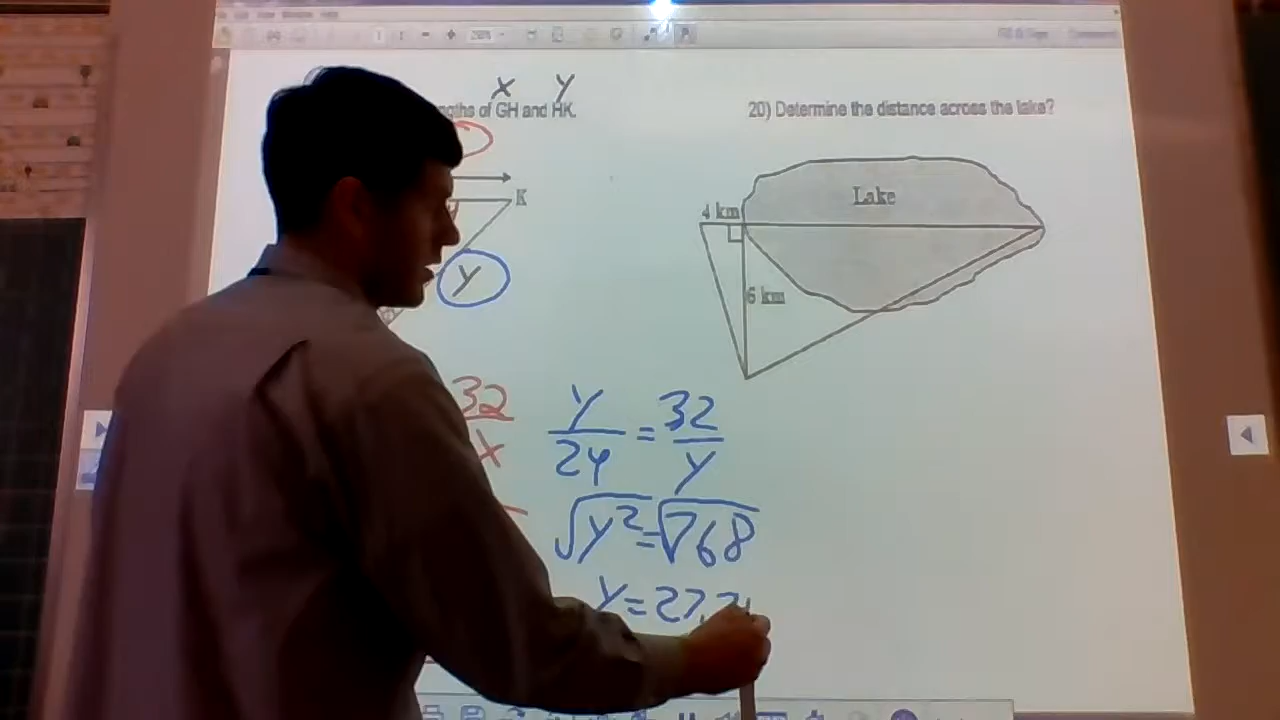 x y
gths of GH and HK.
K
y
32
x
y/24 = 32/y
√y² = √768
y = 27.7
20) Determine the distance across the lake?
Lake
4 km
6 km